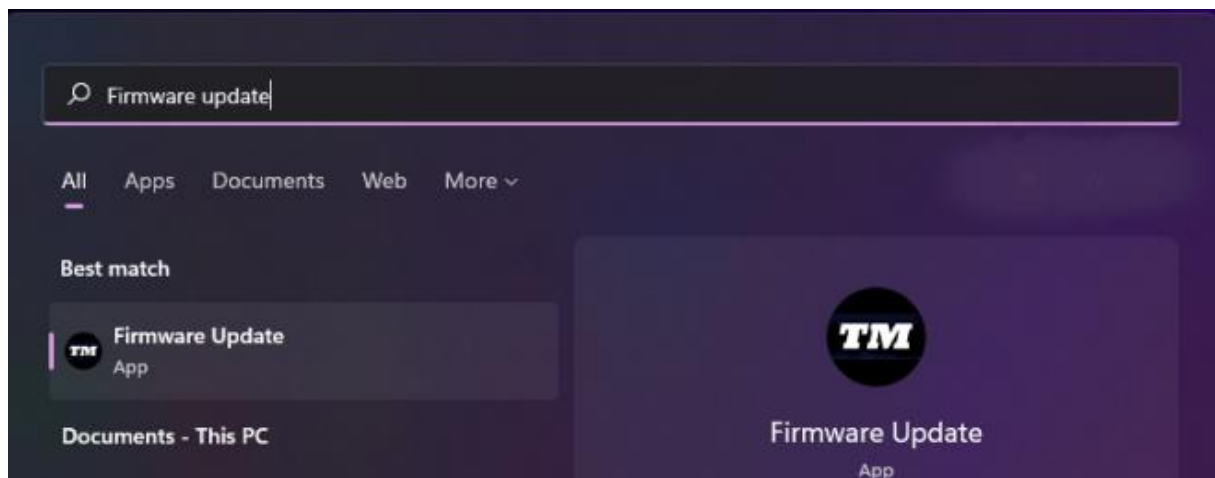 Firmware update
All Apps Documents Web More
Best match
TM
Firmware Update
App
Documents - This PC
TM
Firmware Update
App